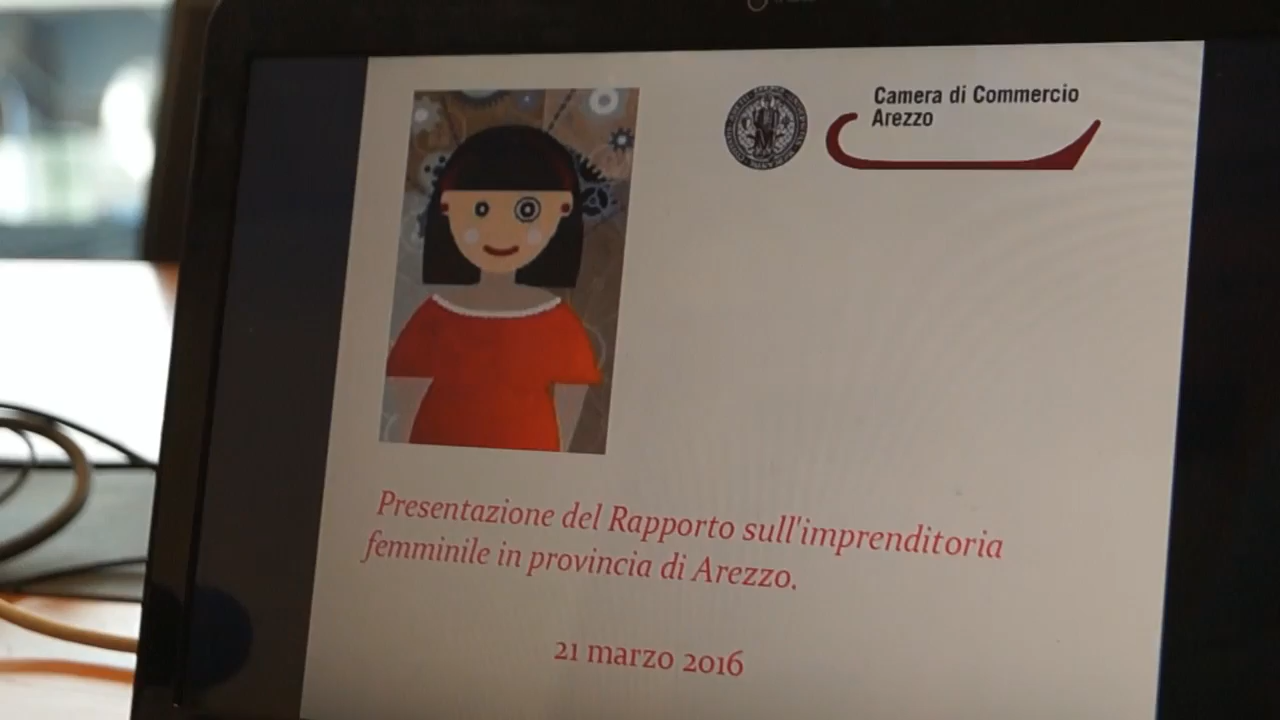 Camera di Commercio
Arezzo
Presentazione del Rapporto sull'imprenditoria
femminile in provincia di Arezzo.
21 marzo 2016